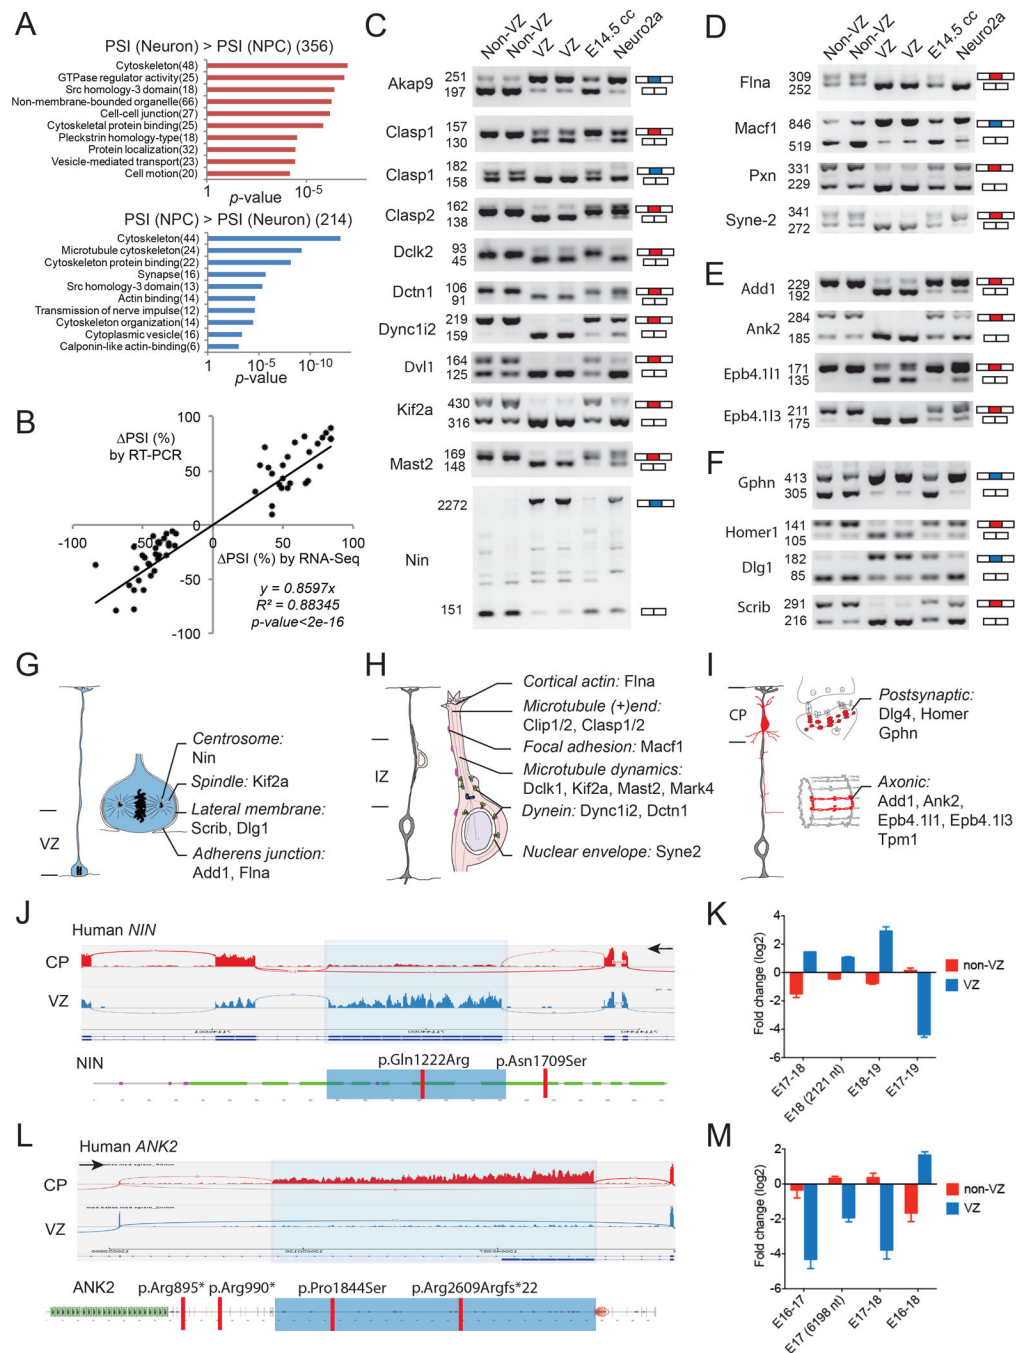 A
PSI (Neuron) > PSI (NPC) (356)
Cytoskeleton(48)
GTPase regulator activity(25)
Src homology-3 domain(18)
Non-membrane-bounded organelle(66)
Cell-cell junction(27)
Cytoskeletal protein binding(25)
Pleckstrin homology-type(18)
Protein localization(32)
Vesicle-mediated transport(23)
Cell motion(20)
1 10-5
p-value
PSI (NPC) > PSI (Neuron) (214)
Cytoskeleton(44)
Microtubule cytoskeleton(24)
Cytoskeleton protein binding(22)
Synapse(16)
Src homology-3 domain(13)
Actin binding(14)
Transmission of nerve impulse(12)
Cytoskeleton organization(14)
Cytoplasmic vesicle(16)
Calponin-like actin-binding(6)
1 10-5 10-10
p-value
B
ΔPSI (%)
by RT-PCR
100
50
0
-50
-100
-100 -50 0 50 100
ΔPSI (%) by RNA-Seq
y = 0.8597x
R² = 0.88345
p-value<2e-16
C
Non-VZ
Non-VZ
VZ
VZ
E14.5 cc
Neuro2a
Akap9
251
197
Clasp1
157
130
Clasp1
182
158
Clasp2
162
138
Dclk2
93
45
Dctn1
106
91
Dync1i2
219
159
Dvl1
164
125
Kif2a
430
316
Mast2
169
148
Nin
2272
151
D
Non-VZ
Non-VZ
VZ
VZ
E14.5 cc
Neuro2a
Flna
309
252
Macf1
846
519
Pxn
331
229
Syne-2
341
272
E
Add1
229
192
Ank2
284
185
Epb4.1l1
171
135
Epb4.1l3
211
175
F
Gphn
413
305
Homer1
141
105
Dlg1
182
85
Scrib
291
216
G
VZ
Centrosome:
Nin
Spindle: Kif2a
Lateral membrane:
Scrib, Dlg1
Adherens junction:
Add1, Flna
H
IZ
Cortical actin: Flna
Microtubule (+)end:
Clip1/2, Clasp1/2
Focal adhesion: Macf1
Microtubule dynamics:
Dclk1, Kif2a, Mast2, Mark4
Dynein: Dync1i2, Dctn1
Nuclear envelope: Syne2
I
CP
Postsynaptic:
Dlg4, Homer
Gphn
Axonic:
Add1, Ank2,
Epb4.1l1, Epb4.1l3
Tpm1
J
Human NIN
CP
VZ
NIN
p.Gln1222Arg
p.Asn1709Ser
K
Fold change (log2)
4
2
0
-2
-4
-6
non-VZ
VZ
E17-18
E18 (2121 nt)
E18-19
E17-19
L
Human ANK2
CP
VZ
ANK2
p.Arg895*
p.Arg990*
p.Pro1844Ser
p.Arg2609Argfs*22
M
Fold change (log2)
4
2
0
-2
-4
-6
non-VZ
VZ
E16-17
E17 (6198 nt)
E17-18
E16-18